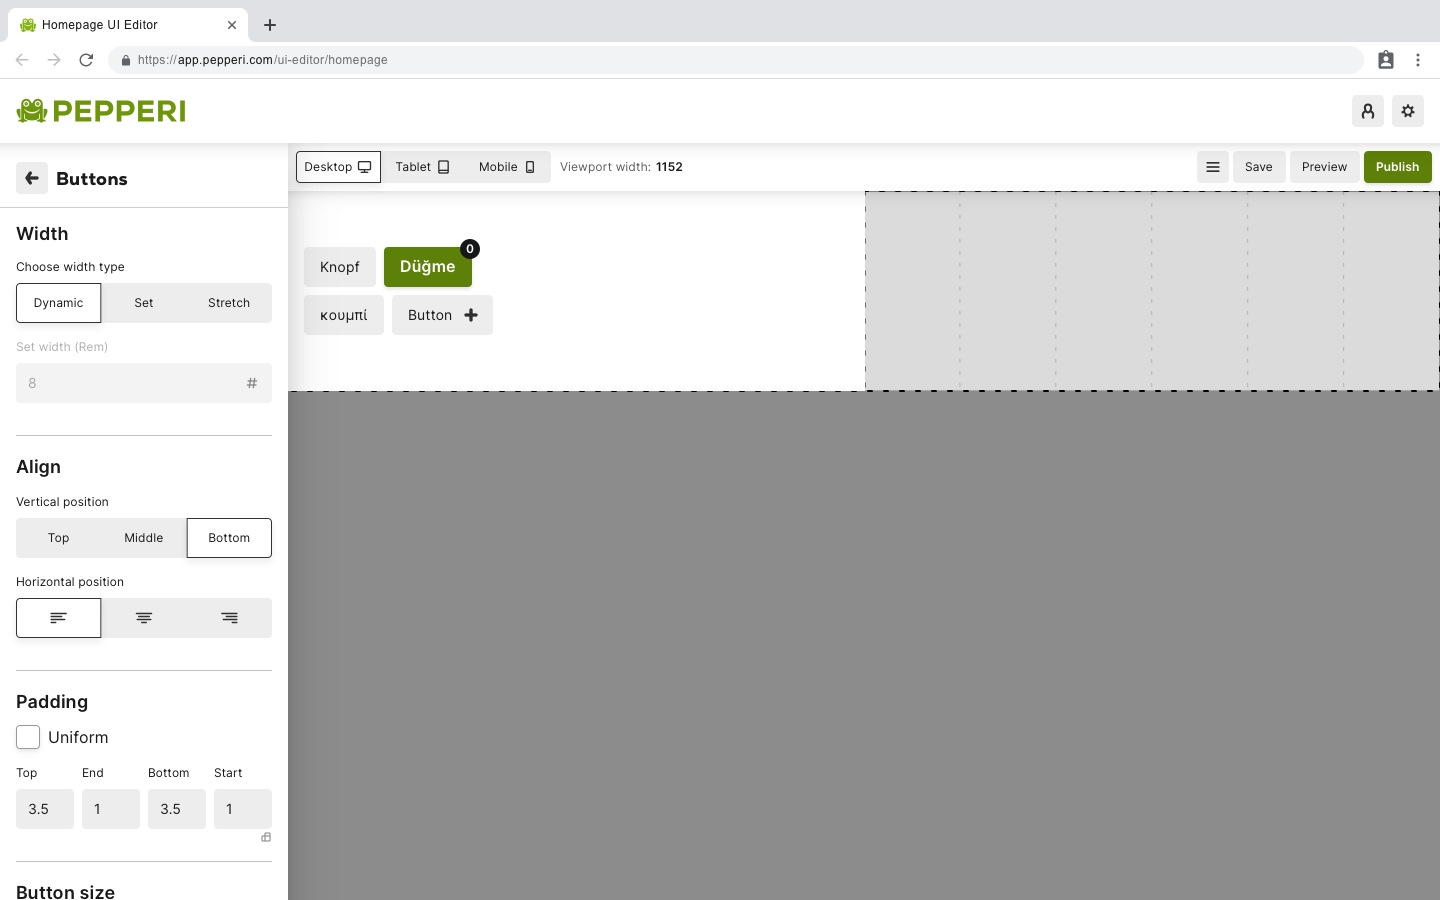 Homepage UI Editor
https://app.pepperi.com/ui-editor/homepage
PEPPERI
Buttons
Desktop Tablet Mobile Viewport width: 1152 Save Preview Publish
Width
Choose width type
Dynamic Set Stretch
Set width (Rem)
8 #
Align
Vertical position
Top Middle Bottom
Horizontal position
Padding
Uniform
Top End Bottom Start
3.5 1 3.5 1
Button size
0
Knopf Düğme
κουμπί Button